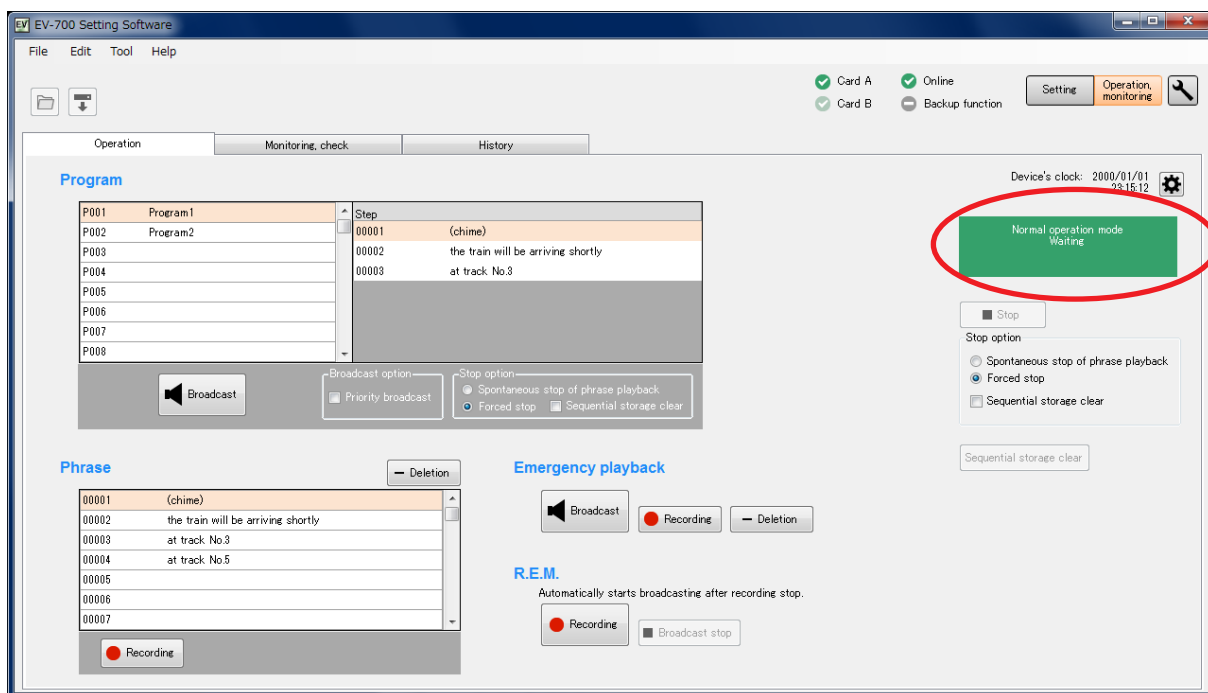 EV EV-700 Setting Software
File Edit Tool Help
Card A Online
Card B Backup function
Setting
Operation,
monitoring
Operation Monitoring, check History
Program
Device's clock: 2000/01/01
23:15:12
P001 Program1
P002 Program2
P003
P004
P005
P006
P007
P008
Step
00001 (chime)
00002 the train will be arriving shortly
00003 at track No.3
Normal operation mode
Waiting
Stop
Stop option
Spontaneous stop of phrase playback
Forced stop
Sequential storage clear
Broadcast
Broadcast option
Priority broadcast
Stop option
Spontaneous stop of phrase playback
Forced stop Sequential storage clear
Sequential storage clear
Phrase
Deletion
00001 (chime)
00002 the train will be arriving shortly
00003 at track No.3
00004 at track No.5
00005
00006
00007
Recording
Emergency playback
Broadcast Recording Deletion
R.E.M.
Automatically starts broadcasting after recording stop.
Recording Broadcast stop